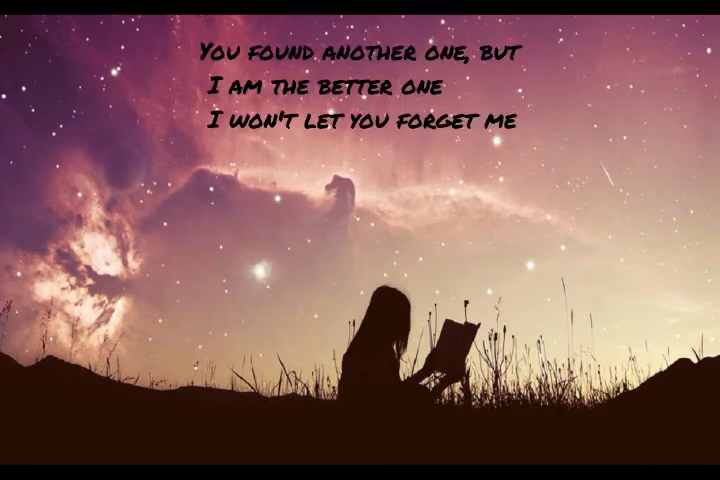 You found another one, but
I am the better one
I won't let you forget me